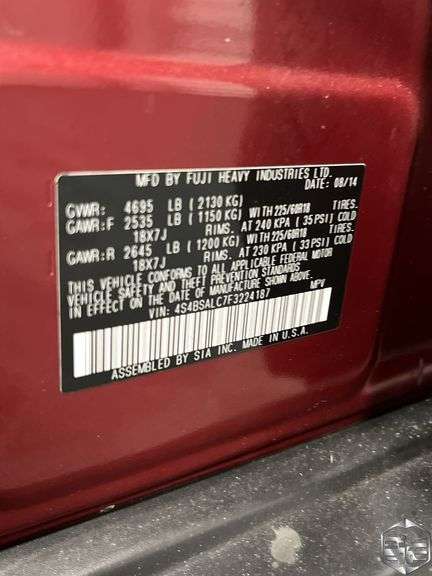 MFD BY FUJI HEAVY INDUSTRIES LTD.
DATE: 08/14
GVWR: 4695 LB ( 2130 KG)
GAWR:F 2535 LB ( 1150 KG) WITH 225/60R18 TIRES.
18X7J RIMS. AT 240 KPA ( 35 PSI) COLD
GAWR:R 2645 LB ( 1200 KG) WITH 225/60R18 TIRES.
18X7J RIMS. AT 230 KPA ( 33 PSI) COLD
THIS VEHICLE CONFORMS TO ALL APPLICABLE FEDERAL MOTOR
VEHICLE SAFETY AND THEFT PREVENTION STANDARDS
IN EFFECT ON THE DATE OF MANUFACTURE SHOWN ABOVE.
VIN: 4S4BSALC7F3224187 MPV
ASSEMBLED BY SIA INC. MADE IN U.S.A.